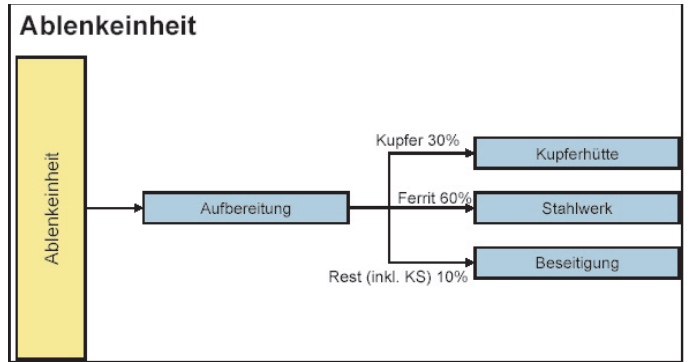 Ablenkeinheit
Ablenkeinheit
Aufbereitung
Kupfer 30%
Kupferhütte
Ferrit 60%
Stahlwerk
Rest (inkl. KS) 10%
Beseitigung